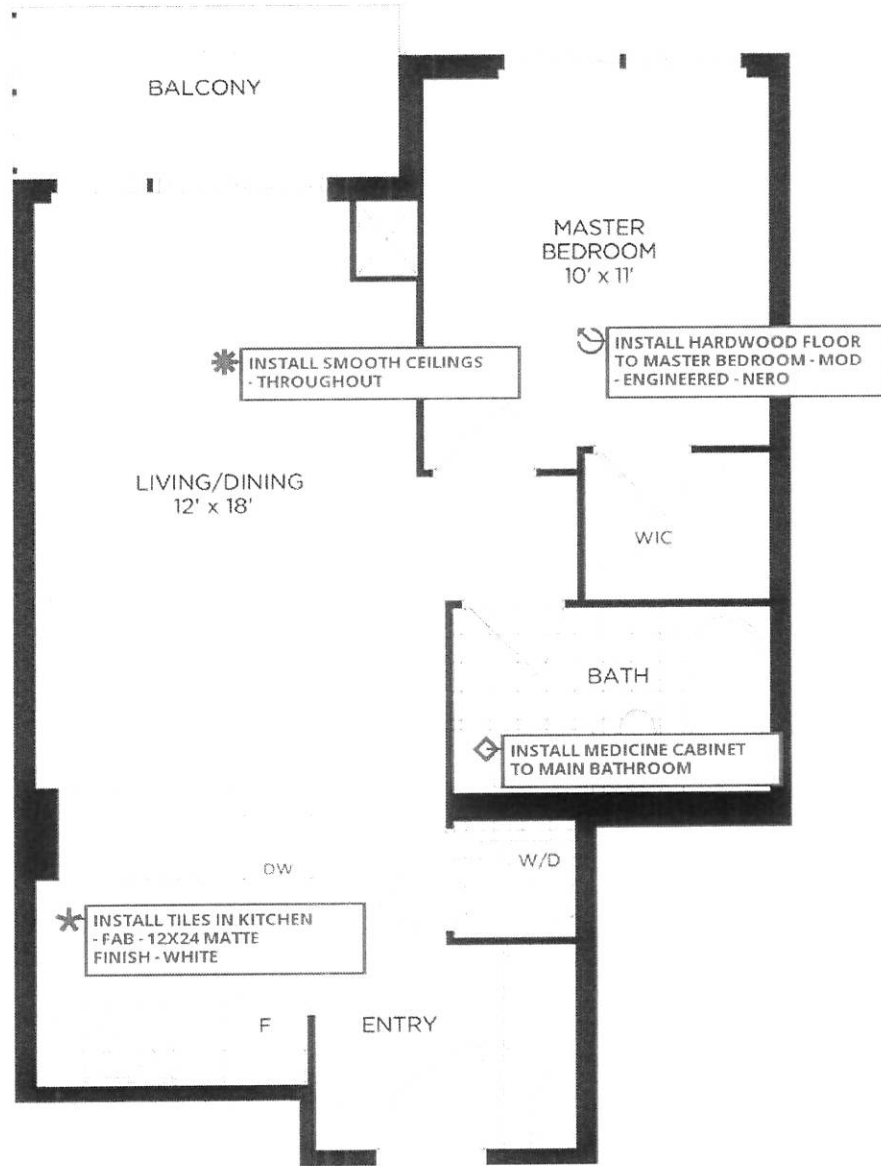 BALCONY
MASTER
BEDROOM
10' x 11'
INSTALL HARDWOOD FLOOR
TO MASTER BEDROOM - MOD
- ENGINEERED - NERO
INSTALL SMOOTH CEILINGS
- THROUGHOUT
LIVING/DINING
12' x 18'
WIC
BATH
INSTALL MEDICINE CABINET
TO MAIN BATHROOM
DW
W/D
INSTALL TILES IN KITCHEN
- FAB - 12X24 MATTE
FINISH - WHITE
F
ENTRY